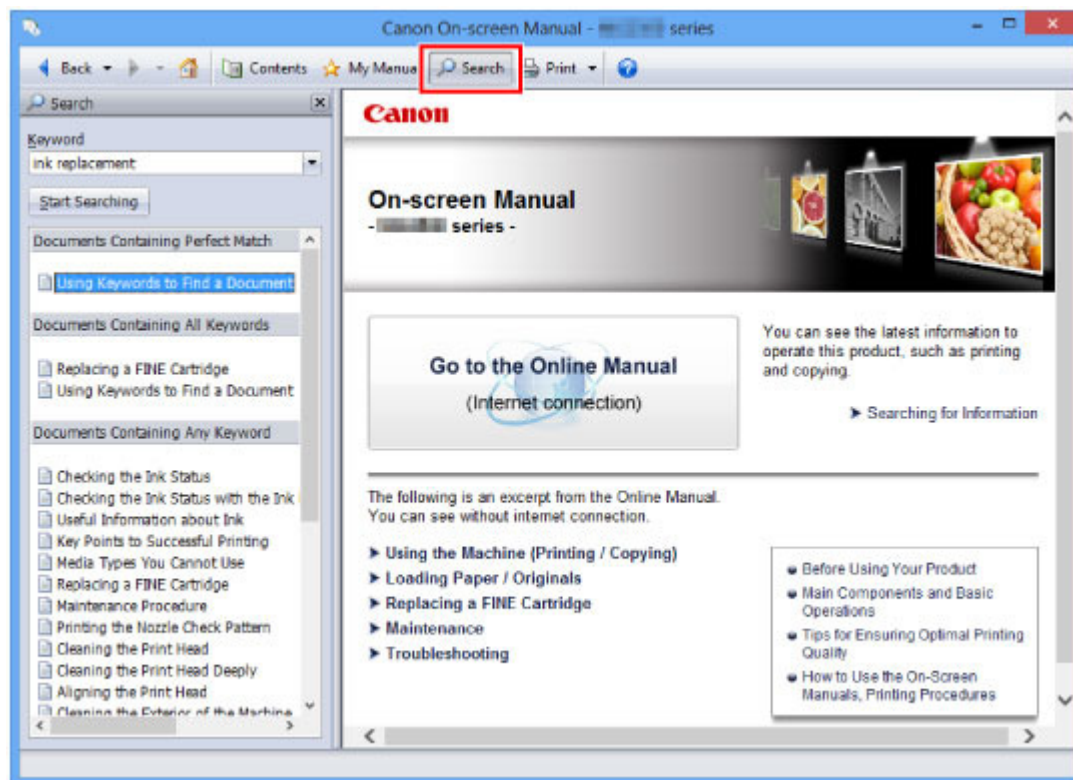 Canon On-screen Manual - series
Back
Contents
My Manua
Search
Print
Search
Keyword
ink replacement
Start Searching
Documents Containing Perfect Match
Using Keywords to Find a Document
Documents Containing All Keywords
Replacing a FINE Cartridge
Using Keywords to Find a Document
Documents Containing Any Keyword
Checking the Ink Status
Checking the Ink Status with the Ink
Useful Information about Ink
Key Points to Successful Printing
Media Types You Cannot Use
Replacing a FINE Cartridge
Maintenance Procedure
Printing the Nozzle Check Pattern
Cleaning the Print Head
Cleaning the Print Head Deeply
Aligning the Print Head
Cleaning the Exterior of the Machine
Canon
On-screen Manual
- series -
Go to the Online Manual
(Internet connection)
You can see the latest information to
operate this product, such as printing
and copying.
Searching for Information
The following is an excerpt from the Online Manual.
You can see without internet connection.
Using the Machine (Printing / Copying)
Loading Paper / Originals
Replacing a FINE Cartridge
Maintenance
Troubleshooting
Before Using Your Product
Main Components and Basic
Operations
Tips for Ensuring Optimal Printing
Quality
How to Use the On-Screen
Manuals, Printing Procedures